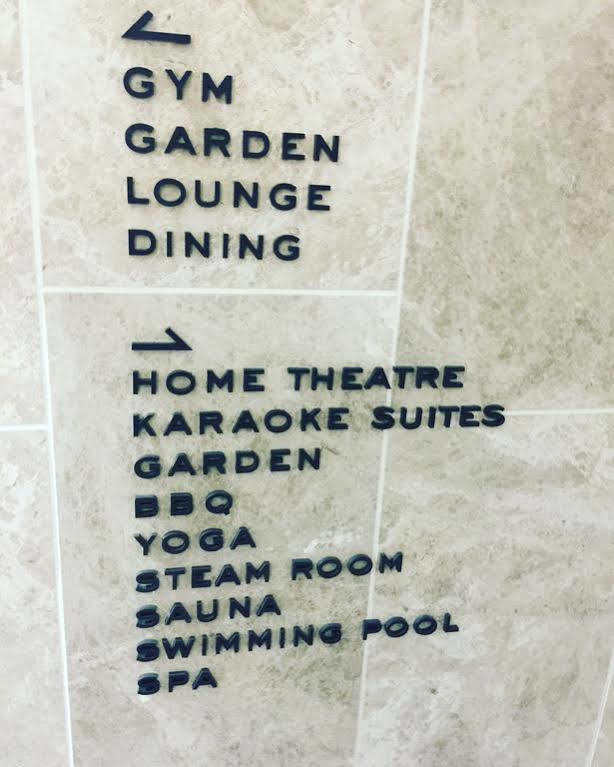 GYM
GARDEN
LOUNGE
DINING
HOME THEATRE
KARAOKE SUITES
GARDEN
BBQ
YOGA
STEAM ROOM
SAUNA
SWIMMING POOL
SPA